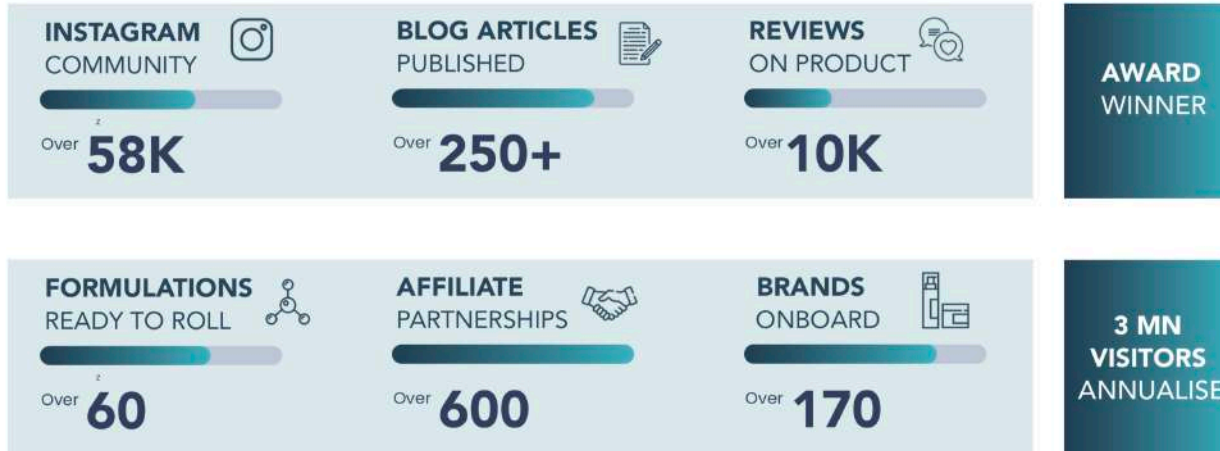 INSTAGRAM
COMMUNITY
Over 58K
BLOG ARTICLES
PUBLISHED
Over 250+
REVIEWS
ON PRODUCT
Over 10K
AWARD
WINNER
FORMULATIONS
READY TO ROLL
Over 60
AFFILIATE
PARTNERSHIPS
Over 600
BRANDS
ONBOARD
Over 170
3 MN
VISITORS
ANNUALISE